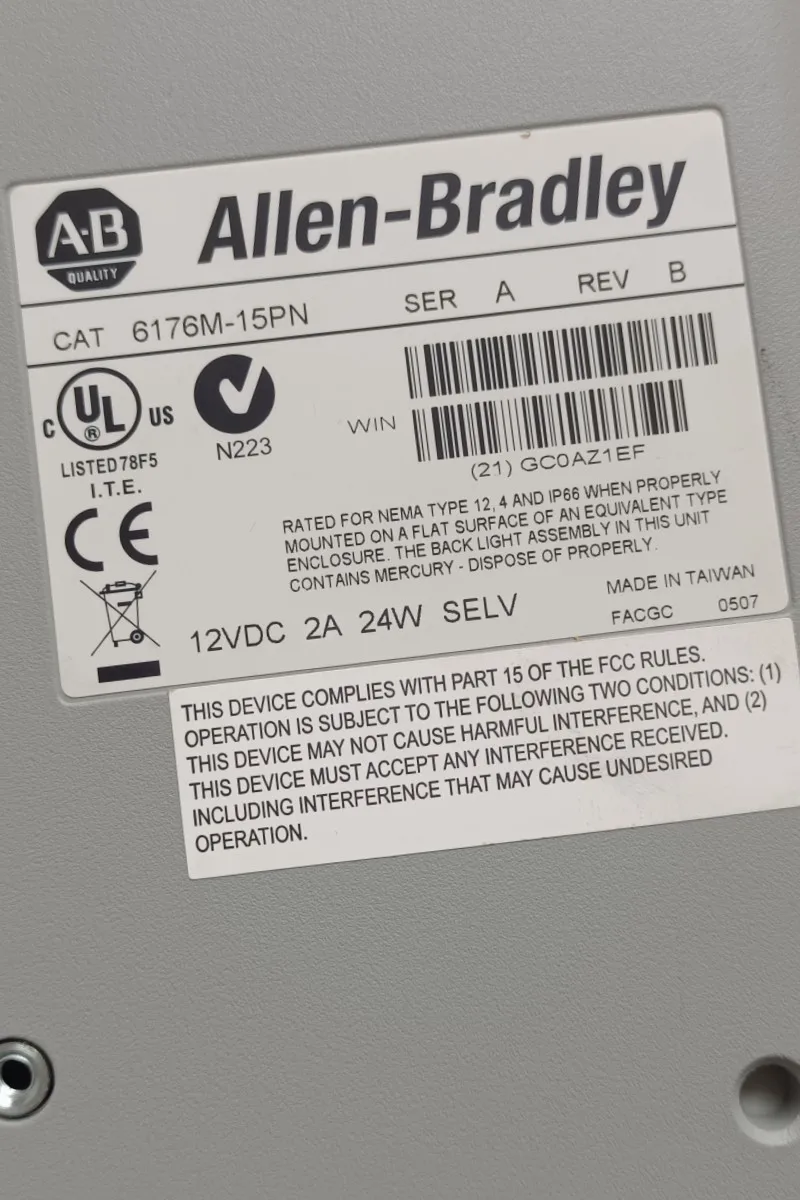 A·B
QUALITY
Allen-Bradley
CAT 6176M-15PN SER A REV B
C UL ® US
LISTED 78F5
I.T.E.
N223
WIN
(21) GC0AZ1EF
CE
RATED FOR NEMA TYPE 12, 4 AND IP66 WHEN PROPERLY
MOUNTED ON A FLAT SURFACE OF AN EQUIVALENT TYPE
ENCLOSURE. THE BACK LIGHT ASSEMBLY IN THIS UNIT
CONTAINS MERCURY - DISPOSE OF PROPERLY.
12VDC 2A 24W SELV
MADE IN TAIWAN
FACGC 0507
THIS DEVICE COMPLIES WITH PART 15 OF THE FCC RULES.
OPERATION IS SUBJECT TO THE FOLLOWING TWO CONDITIONS: (1)
THIS DEVICE MAY NOT CAUSE HARMFUL INTERFERENCE, AND (2)
THIS DEVICE MUST ACCEPT ANY INTERFERENCE RECEIVED.
INCLUDING INTERFERENCE THAT MAY CAUSE UNDESIRED
OPERATION.